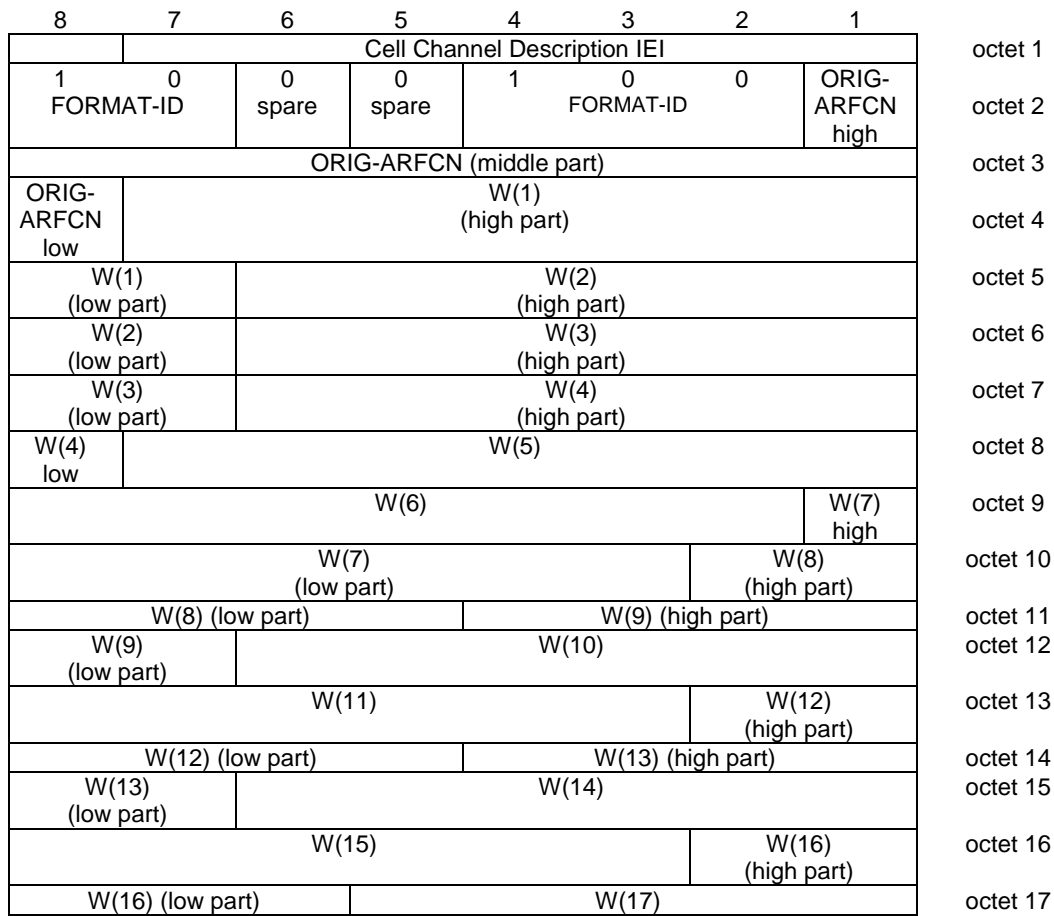 8 7 6 5 4 3 2 1
Cell Channel Description IEI octet 1
1 0 0 0 1 0 0 ORIG-
FORMAT-ID spare spare FORMAT-ID ARFCN octet 2
high
ORIG-ARFCN (middle part) octet 3
ORIG- W(1)
ARFCN (high part) octet 4
low
W(1) W(2) octet 5
(low part) (high part)
W(2) W(3) octet 6
(low part) (high part)
W(3) W(4) octet 7
(low part) (high part)
W(4) W(5) octet 8
low
W(6) W(7) octet 9
high
W(7) W(8) octet 10
(low part) (high part)
W(8) (low part) W(9) (high part) octet 11
W(9) W(10) octet 12
(low part)
W(11) W(12) octet 13
(high part)
W(12) (low part) W(13) (high part) octet 14
W(13) W(14) octet 15
(low part)
W(15) W(16) octet 16
(high part)
W(16) (low part) W(17) octet 17